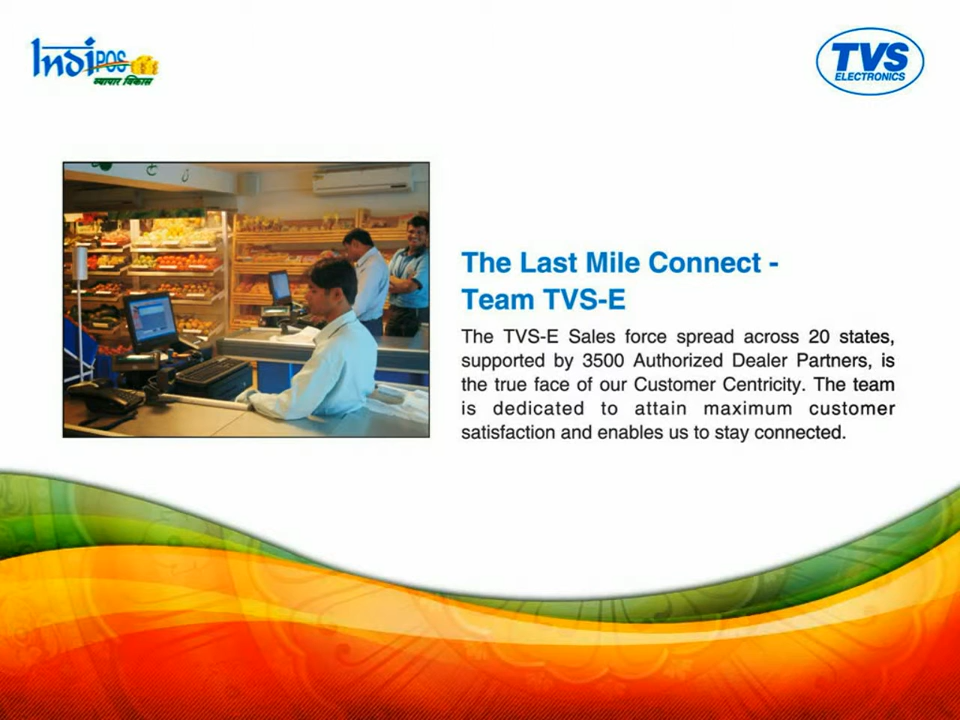 IndiPOS
व्यापार विकास
TVS
ELECTRONICS
The Last Mile Connect -
Team TVS-E
The TVS-E Sales force spread across 20 states,
supported by 3500 Authorized Dealer Partners, is
the true face of our Customer Centricity. The team
is dedicated to attain maximum customer
satisfaction and enables us to stay connected.